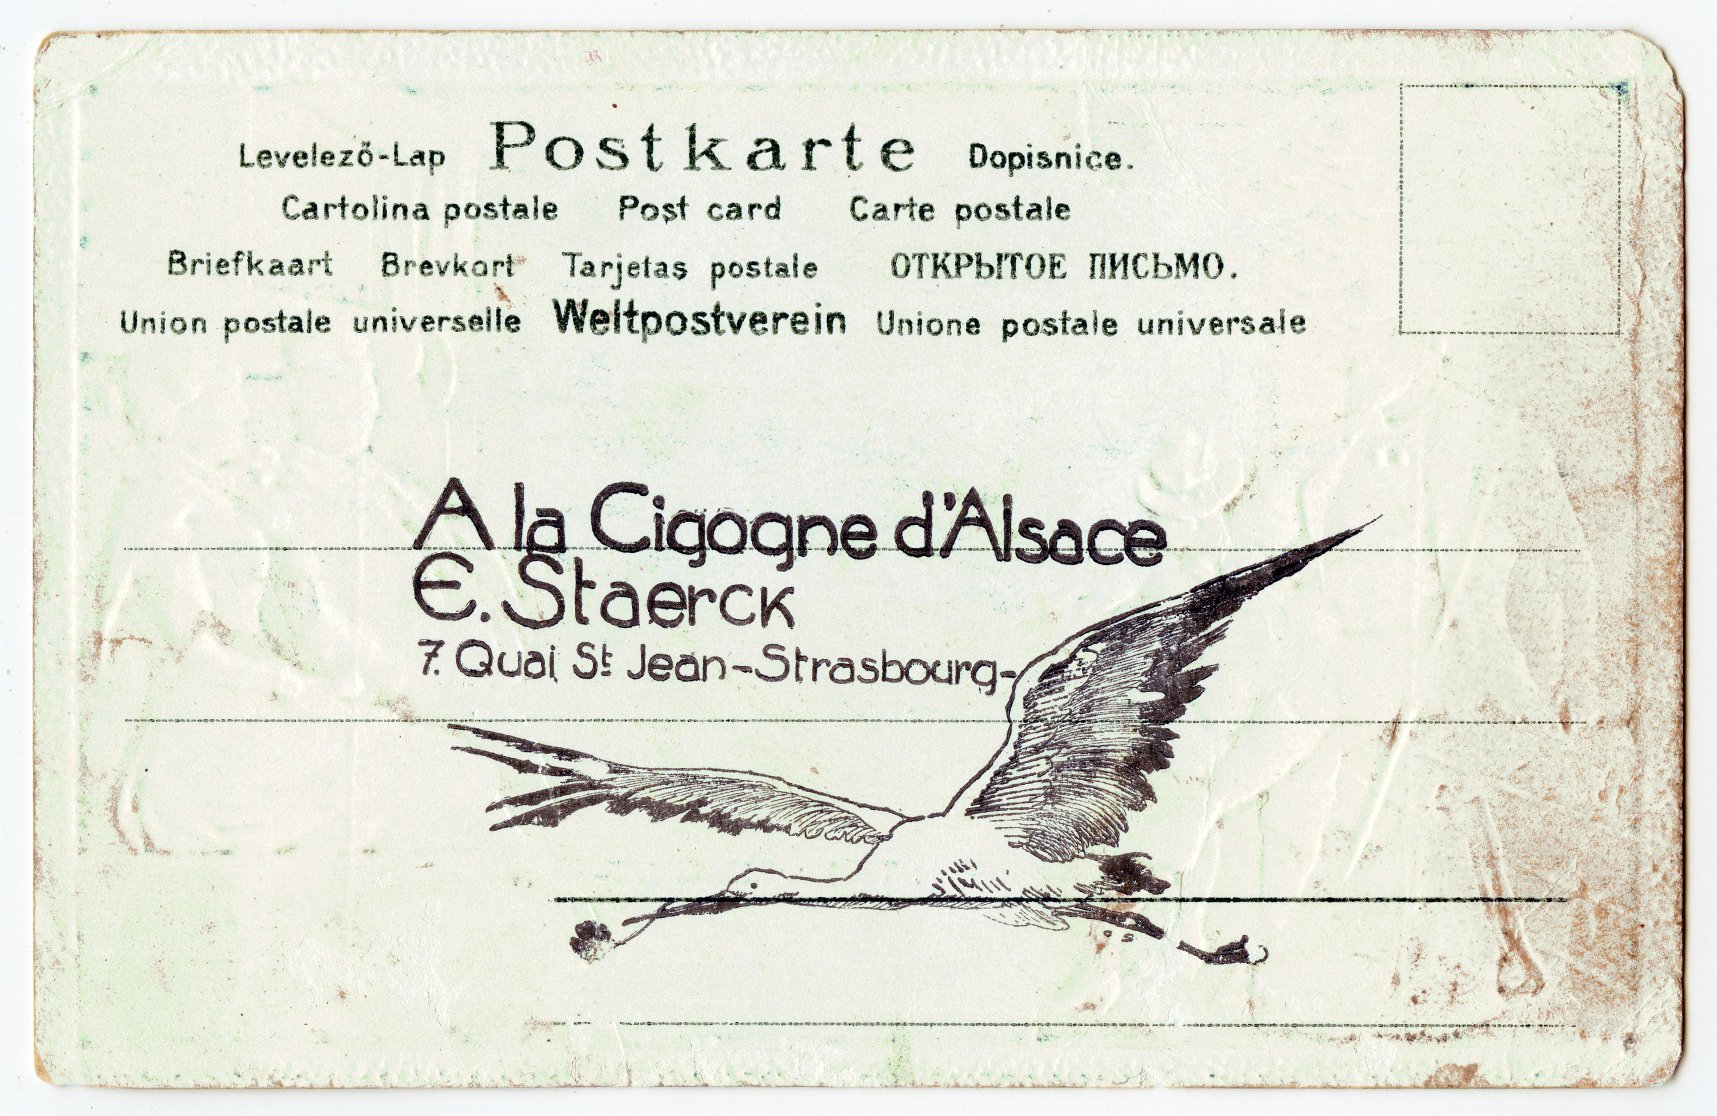 Levelező-Lap Postkarte Dopisnice.
Cartolina postale Post card Carte postale
Briefkaart Brevkort Tarjetas postale ОТКРЫТОЕ ПИСЬМО.
Union postale universelle Weltpostverein Unione postale universale
A la Cigogne d'Alsace
E. Staerck
7. Quai St Jean-Strasbourg-